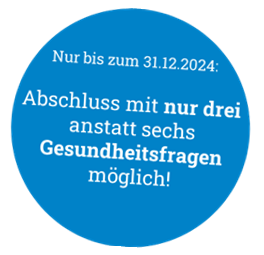 Nur bis zum 31.12.2024:
Abschluss mit nur drei
anstatt sechs
Gesundheitsfragen
möglich!